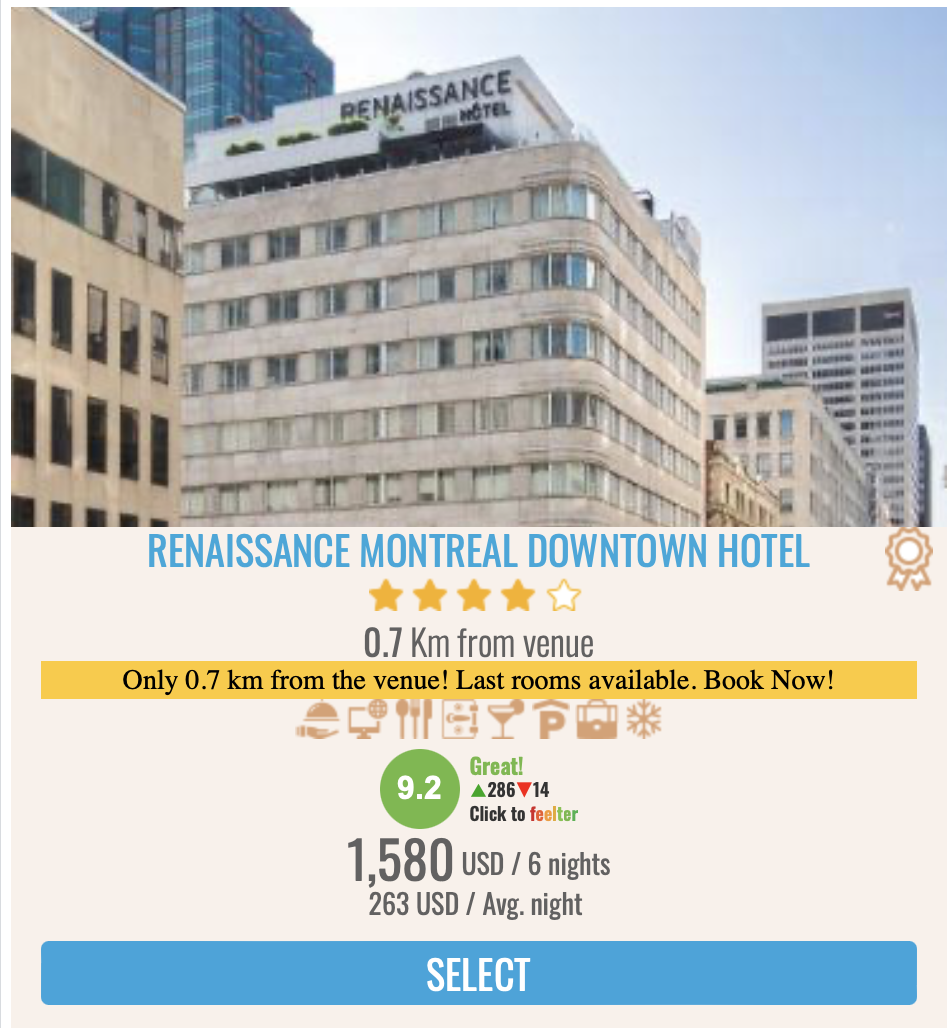 RENAISSANCE
HOTEL
RENAISSANCE MONTREAL DOWNTOWN HOTEL
0.7 Km from venue
Only 0.7 km from the venue! Last rooms available. Book Now!
P
9.2
Great!
▲286▼14
Click to feelter
1,580 USD / 6 nights
263 USD / Avg. night
SELECT